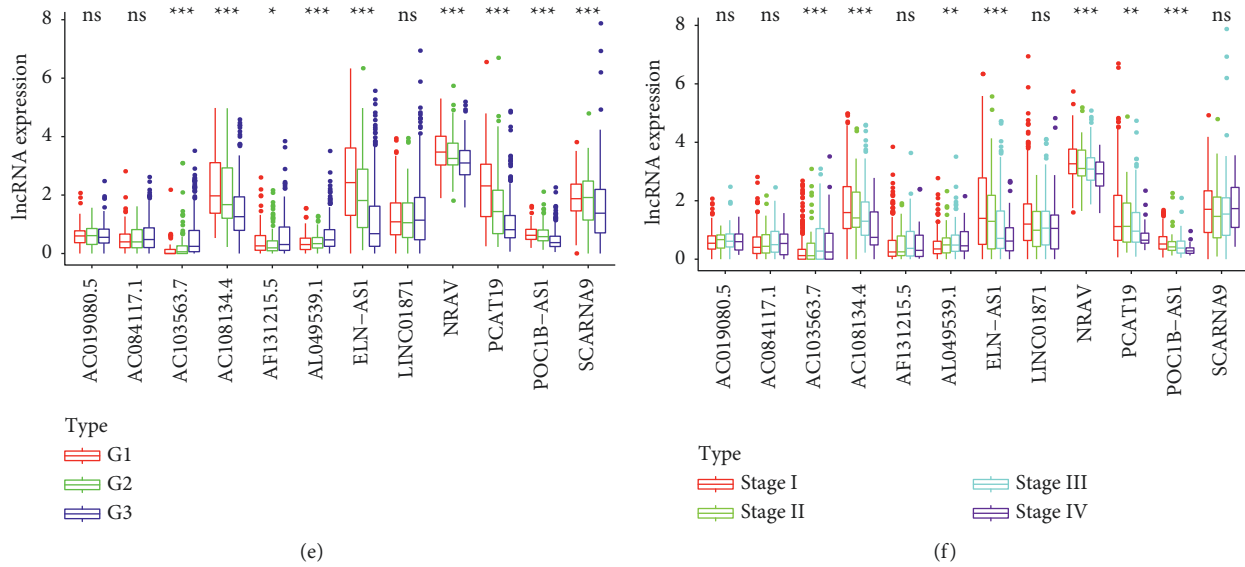 ns ns *** *** * *** *** ns *** *** *** ***
8
6
4
2
0
lncRNA expression
AC019080.5
AC084117.1
AC103563.7
AC108134.4
AF131215.5
AL049539.1
ELN−AS1
LINC01871
NRAV
PCAT19
POC1B−AS1
SCARNA9
Type
G1
G2
G3
(e)
ns ns *** *** ns ** *** ns *** ** *** ns
8
6
4
2
0
lncRNA expression
AC019080.5
AC084117.1
AC103563.7
AC108134.4
AF131215.5
AL049539.1
ELN−AS1
LINC01871
NRAV
PCAT19
POC1B−AS1
SCARNA9
Type
Stage I
Stage II
Stage III
Stage IV
(f)